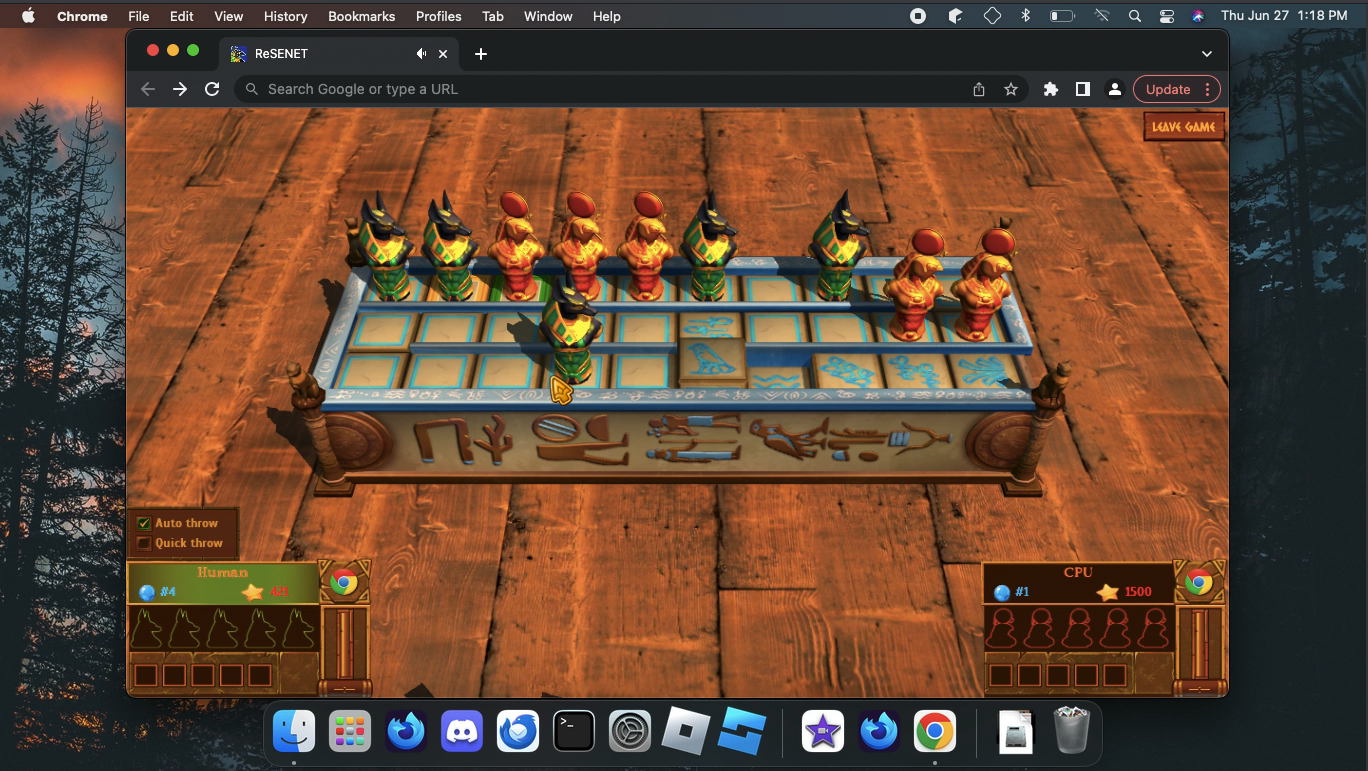 Chrome File Edit View History Bookmarks Profiles Tab Window Help Thu Jun 27 1:18 PM
ReSENET
Search Google or type a URL Update
LEAVE GAME
Auto throw
Quick throw
Human
#4
CPU
#1 1500